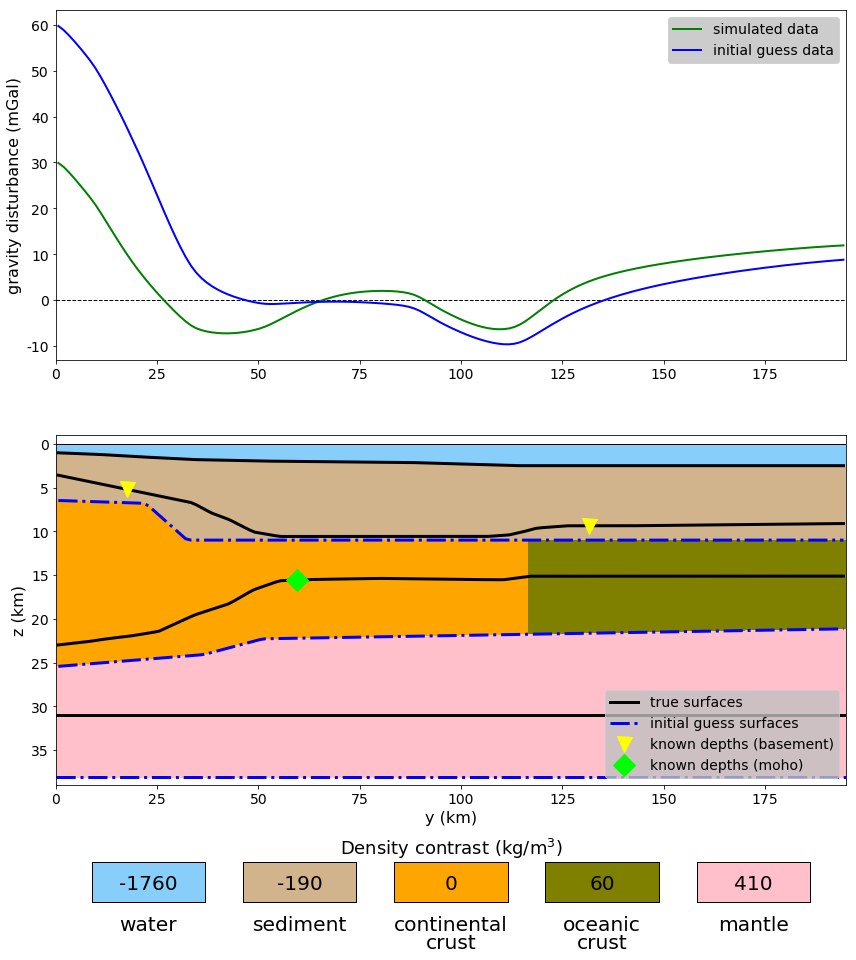 gravity disturbance (mGal)
60
50
40
30
20
10
0
-10
simulated data
initial guess data
0 25 50 75 100 125 150 175
z (km)
0
5
10
15
20
25
30
35
true surfaces
initial guess surfaces
known depths (basement)
known depths (moho)
0 25 50 75 100 125 150 175
y (km)
Density contrast (kg/m³)
-1760 -190 0 60 410
water sediment continental oceanic mantle
crust crust